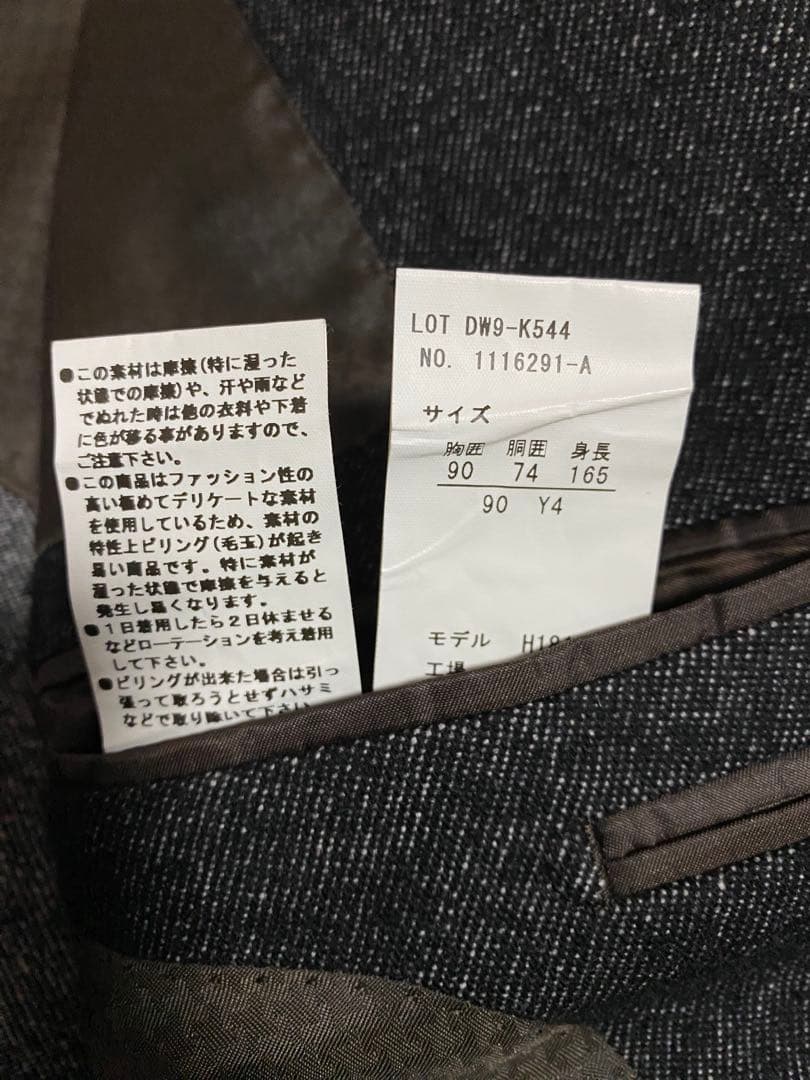 ●この素材は摩擦(特に湿った
状態での摩擦)や、汗や雨など
でぬれた時は他の衣料や下着
に色が移る事がありますので、
ご注意下さい。
●この商品はファッション性の
高い極めてデリケートな素材
を使用しているため、素材の
特性上ピリング(毛玉)が起き
易い商品です。特に素材が
湿った状態で摩擦を与えると
発生し易くなります。
●1日着用したら2日休ませる
などローテーションを考え着用
して下さい。
●ピリングが出来た場合は引っ
張って取ろうとせずハサミ
などで取り除いて下さい
LOT DW9-K544
NO. 1116291-A
サイズ
胸囲 胴囲 身長
90 74 165
90 Y4
モデル
工場